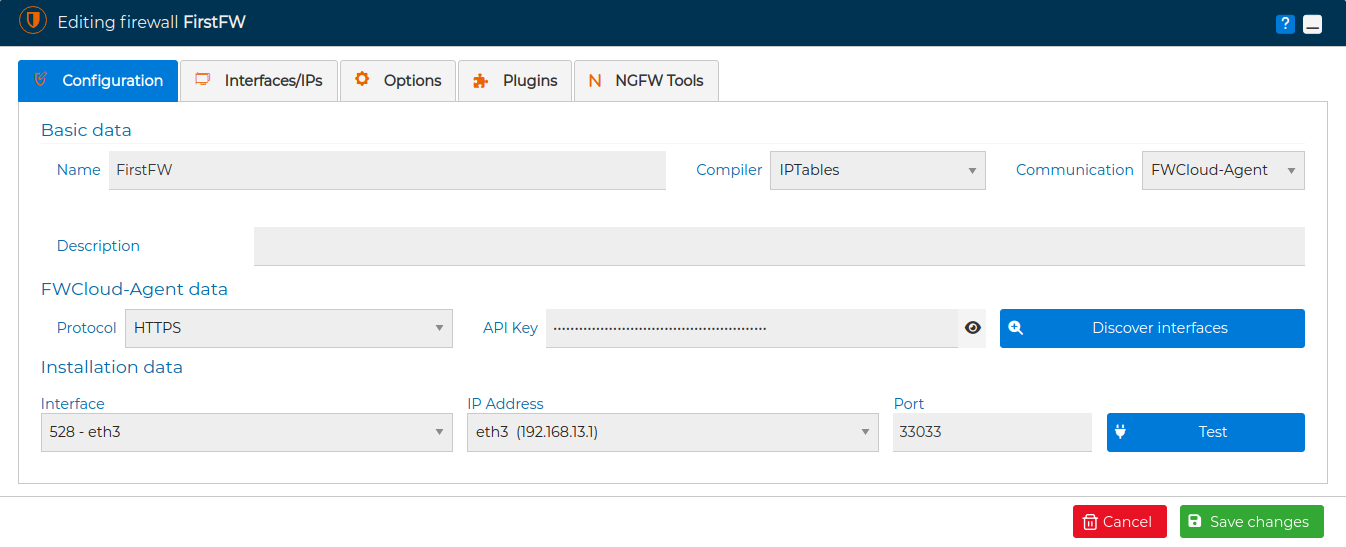 Editing firewall FirstFW
?
Configuration Interfaces/IPs Options Plugins N NGFW Tools
Basic data
Name FirstFW Compiler IPTables Communication FWCloud-Agent
Description
FWCloud-Agent data
Protocol HTTPS API Key Discover interfaces
Installation data
Interface IP Address Port
528 - eth3 eth3 (192.168.13.1) 33033 Test
Cancel Save changes